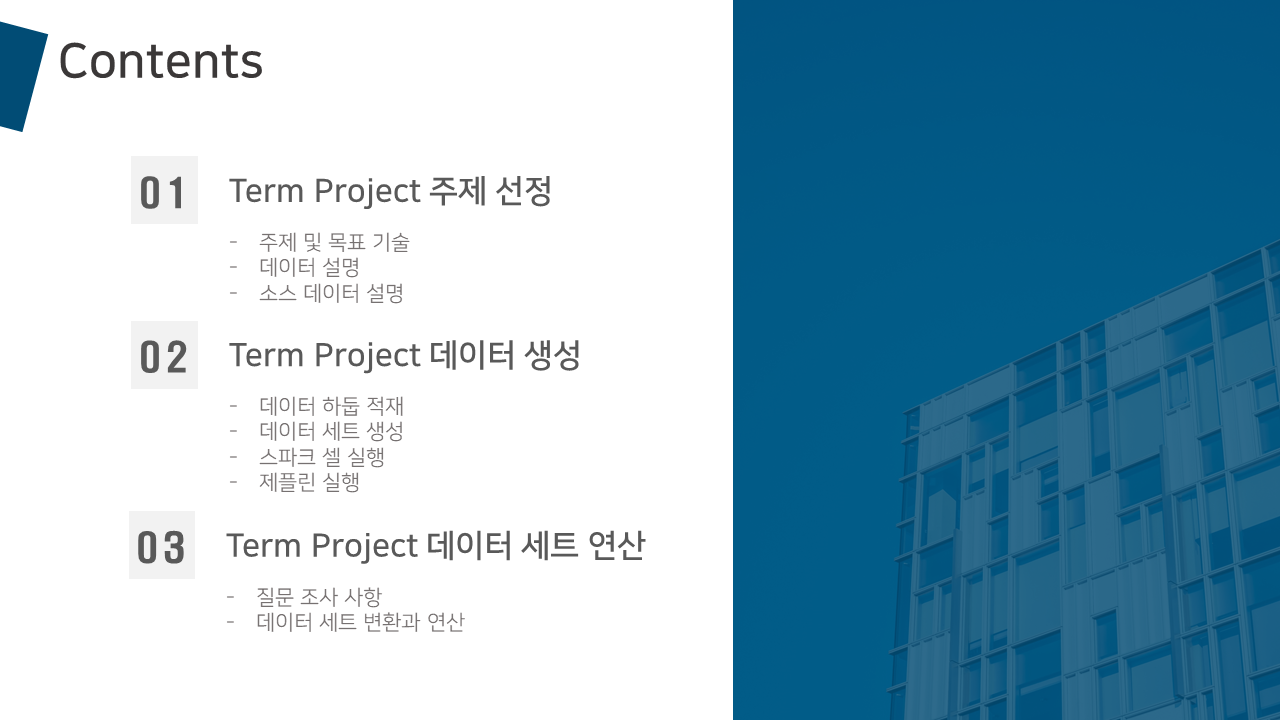 Contents
01
Term Project 주제 선정
- 주제 및 목표 기술
- 데이터 설명
- 소스 데이터 설명
02
Term Project 데이터 생성
- 데이터 하둡 적재
- 데이터 세트 생성
- 스파크 셸 실행
- 제플린 실행
03
Term Project 데이터 세트 연산
- 질문 조사 사항
- 데이터 세트 변환과 연산